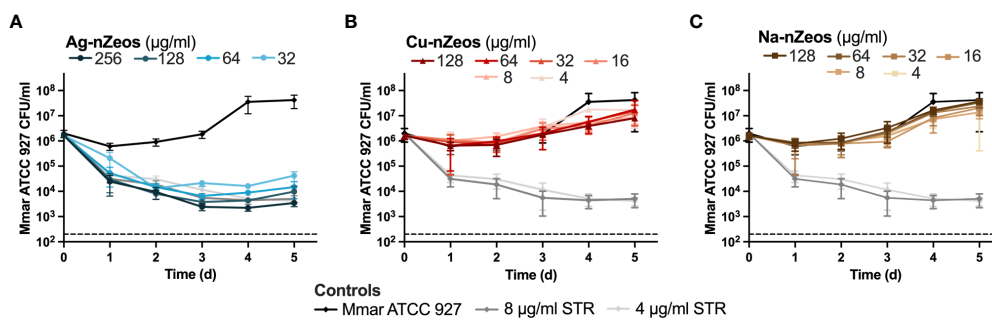 A
Ag-nZeos (µg/ml)
256 128 64 32
Mmar ATCC 927 CFU/ml
10⁸
10⁷
10⁶
10⁵
10⁴
10³
10²
0 1 2 3 4 5
Time (d)
B
Cu-nZeos (µg/ml)
128 64 32 16
8 4
Mmar ATCC 927 CFU/ml
10⁸
10⁷
10⁶
10⁵
10⁴
10³
10²
0 1 2 3 4 5
Time (d)
C
Na-nZeos (µg/ml)
128 64 32 16
8 4
Mmar ATCC 927 CFU/ml
10⁸
10⁷
10⁶
10⁵
10⁴
10³
10²
0 1 2 3 4 5
Time (d)
Controls
Mmar ATCC 927 8 µg/ml STR 4 µg/ml STR